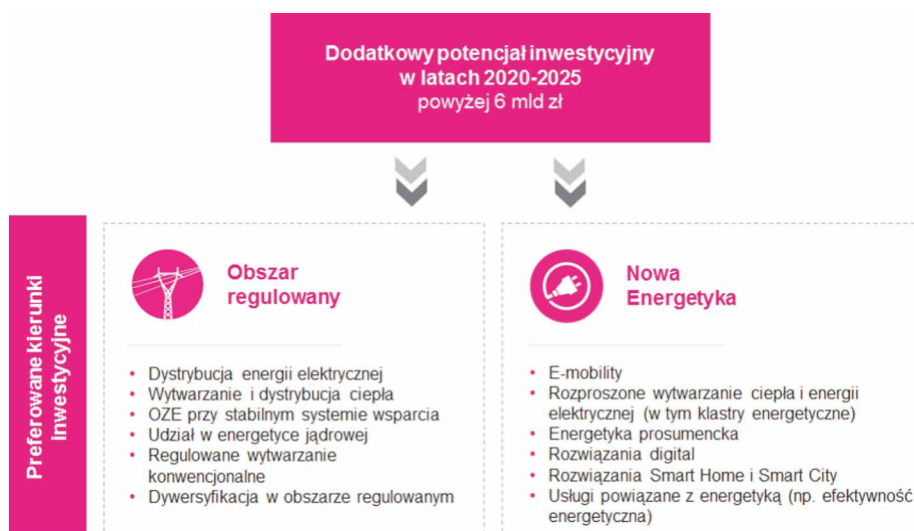 Dodatkowy potencjał inwestycyjny
w latach 2020-2025
powyżej 6 mld zł
Preferowane kierunki
inwestycyjne
Obszar
regulowany
• Dystrybucja energii elektrycznej
• Wytwarzanie i dystrybucja ciepła
• OZE przy stabilnym systemie wsparcia
• Udział w energetyce jądrowej
• Regulowane wytwarzanie
konwencjonalne
• Dywersyfikacja w obszarze regulowanym
Nowa
Energetyka
• E-mobility
• Rozproszone wytwarzanie ciepła i energii
elektrycznej (w tym klastry energetyczne)
• Energetyka prosumencka
• Rozwiązania digital
• Rozwiązania Smart Home i Smart City
• Usługi powiązane z energetyką (np. efektywność
energetyczna)